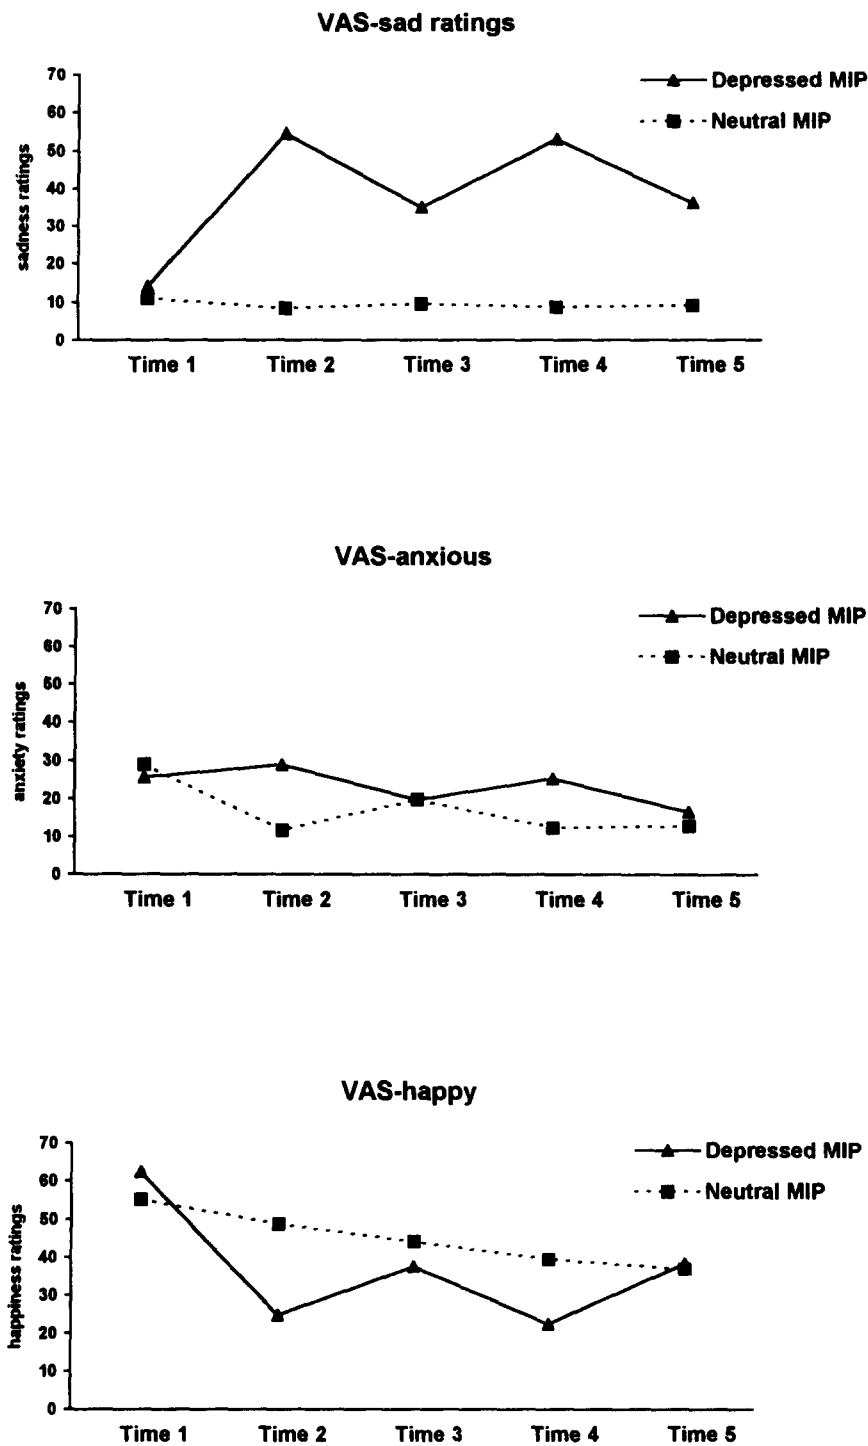 VAS-sad ratings
70
60
50
40
30
20
10
0
sadness ratings
Depressed MIP
Neutral MIP
Time 1 Time 2 Time 3 Time 4 Time 5
VAS-anxious
70
60
50
40
30
20
10
0
anxiety ratings
Depressed MIP
Neutral MIP
Time 1 Time 2 Time 3 Time 4 Time 5
VAS-happy
70
60
50
40
30
20
10
0
happiness ratings
Depressed MIP
Neutral MIP
Time 1 Time 2 Time 3 Time 4 Time 5